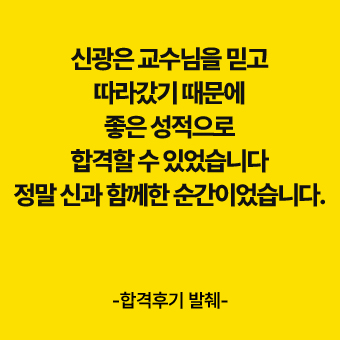 신광은 교수님을 믿고
따라갔기 때문에
좋은 성적으로
합격할 수 있었습니다
정말 신과 함께한 순간이었습니다.
-합격후기 발췌-